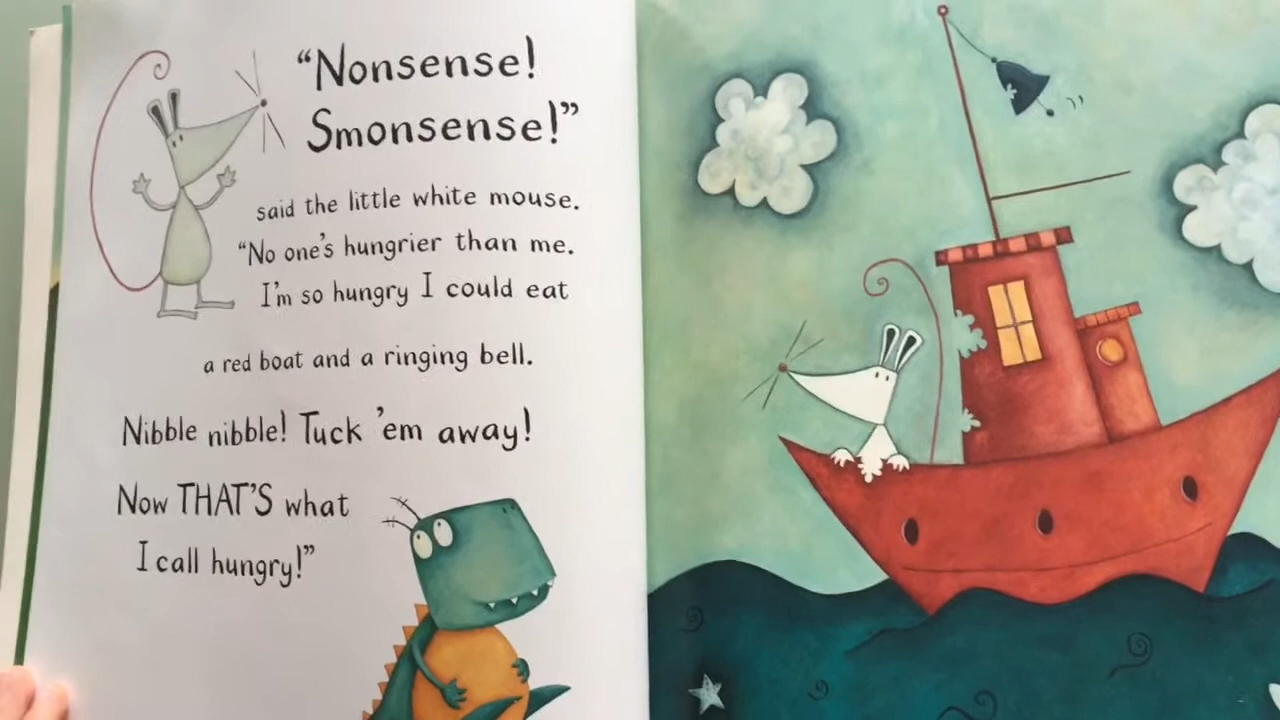 “Nonsense!
Smonsense!”
said the little white mouse.
“No one's hungrier than me.
I'm so hungry I could eat
a red boat and a ringing bell.
Nibble nibble! Tuck 'em away!
Now THAT'S what
I call hungry!”